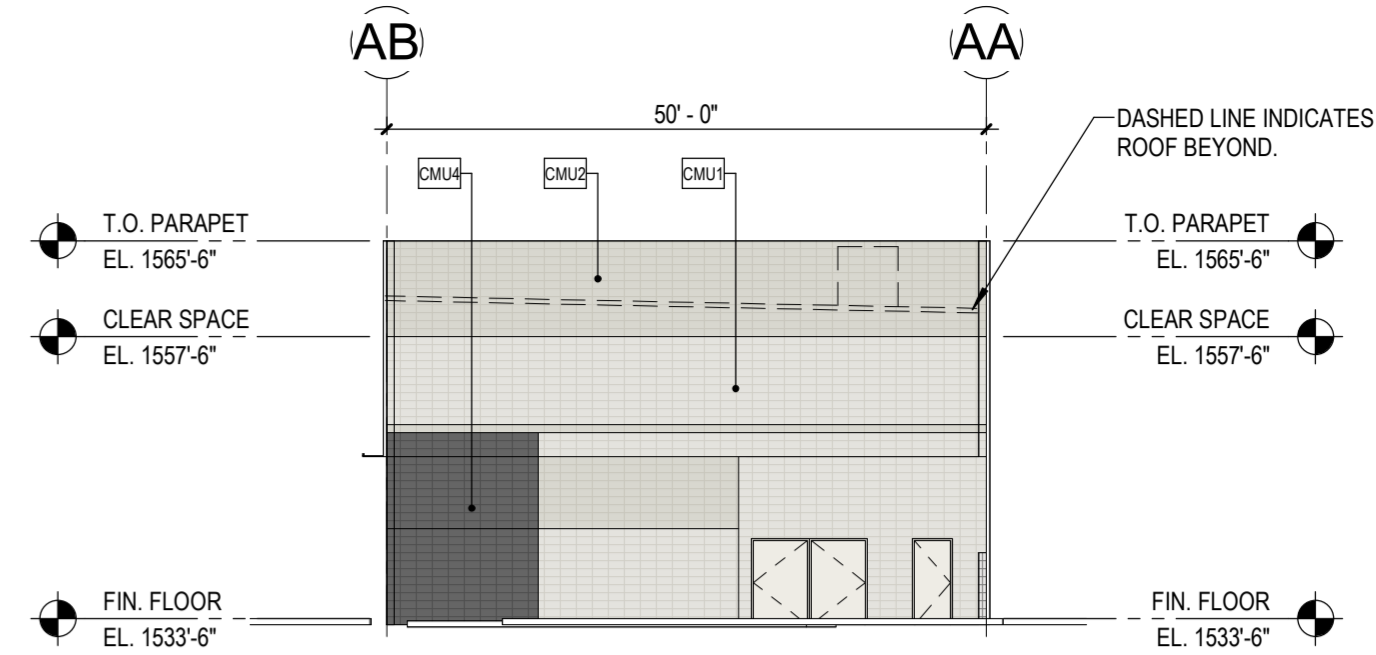 AB
AA
50' - 0"
DASHED LINE INDICATES
ROOF BEYOND.
CMU4
CMU2
CMU1
T.O. PARAPET
EL. 1565'-6"
T.O. PARAPET
EL. 1565'-6"
CLEAR SPACE
EL. 1557'-6"
CLEAR SPACE
EL. 1557'-6"
FIN. FLOOR
EL. 1533'-6"
FIN. FLOOR
EL. 1533'-6"